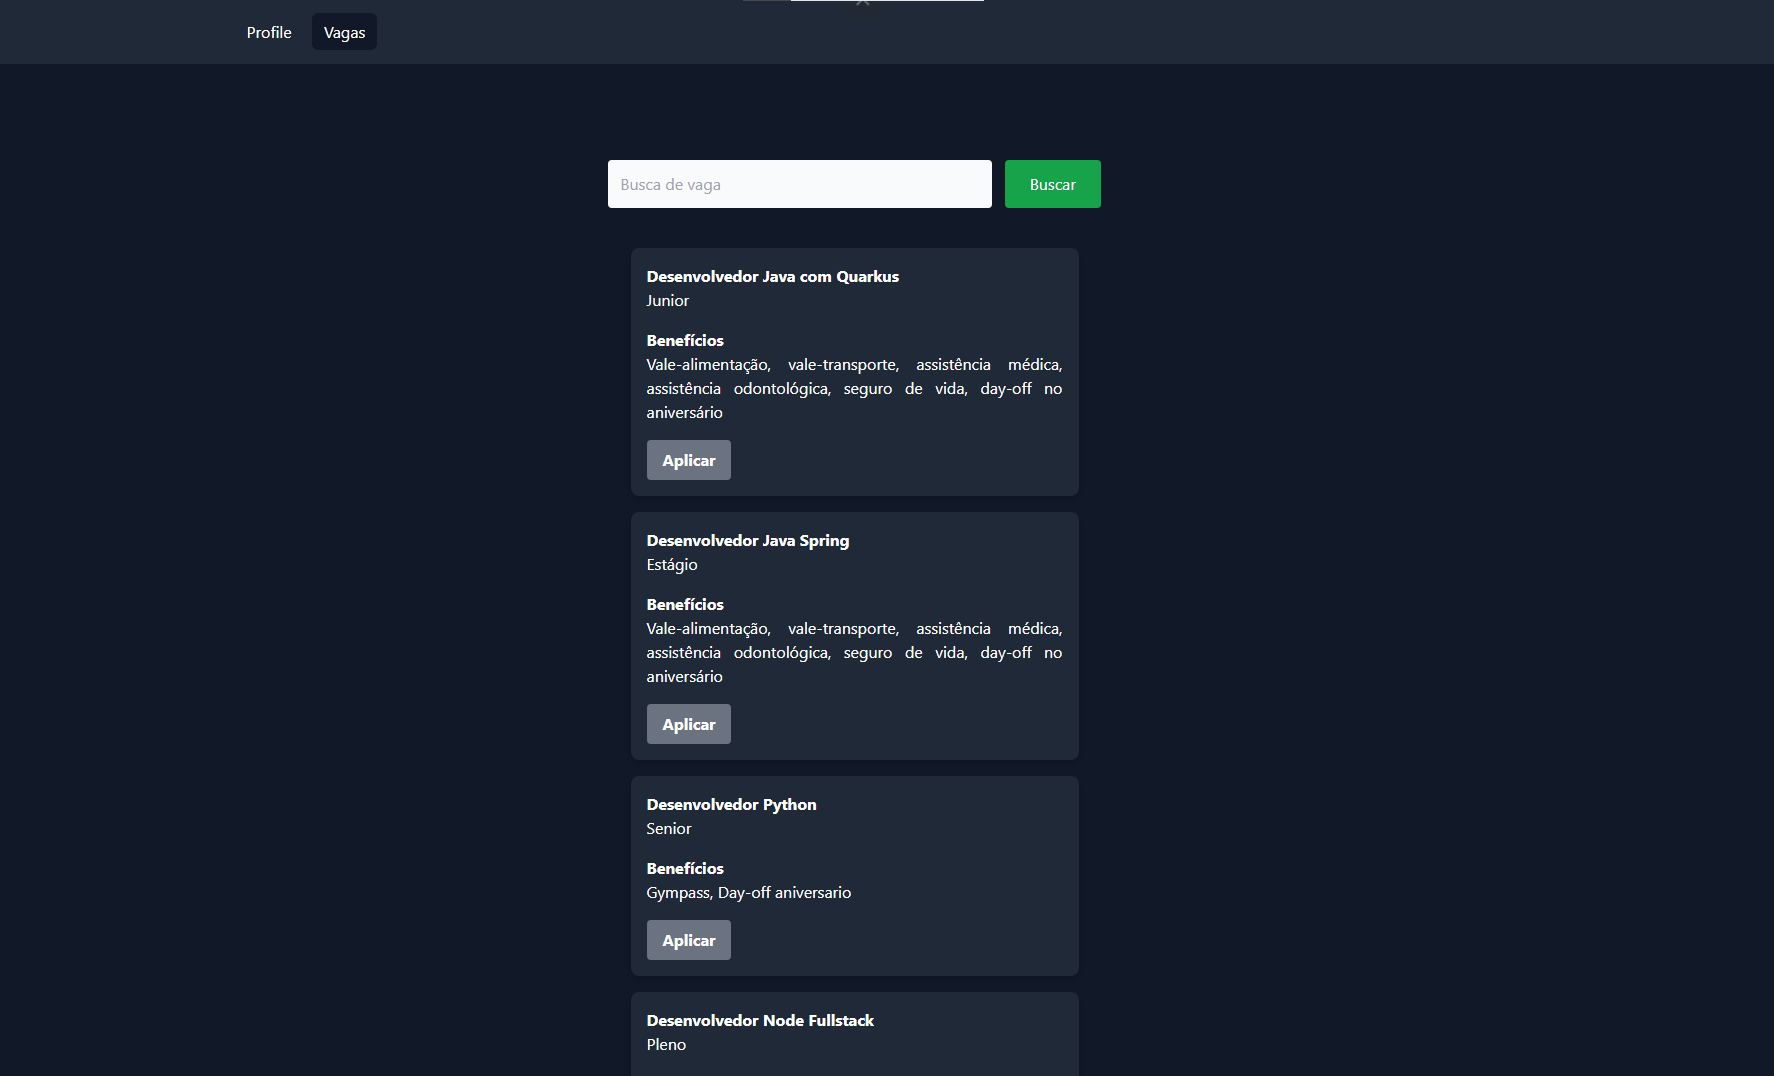 Profile Vagas
Busca de vaga Buscar
Desenvolvedor Java com Quarkus
Junior
Benefícios
Vale-alimentação, vale-transporte, assistência médica,
assistência odontológica, seguro de vida, day-off no
aniversário
Aplicar
Desenvolvedor Java Spring
Estágio
Benefícios
Vale-alimentação, vale-transporte, assistência médica,
assistência odontológica, seguro de vida, day-off no
aniversário
Aplicar
Desenvolvedor Python
Senior
Benefícios
Gympass, Day-off aniversario
Aplicar
Desenvolvedor Node Fullstack
Pleno